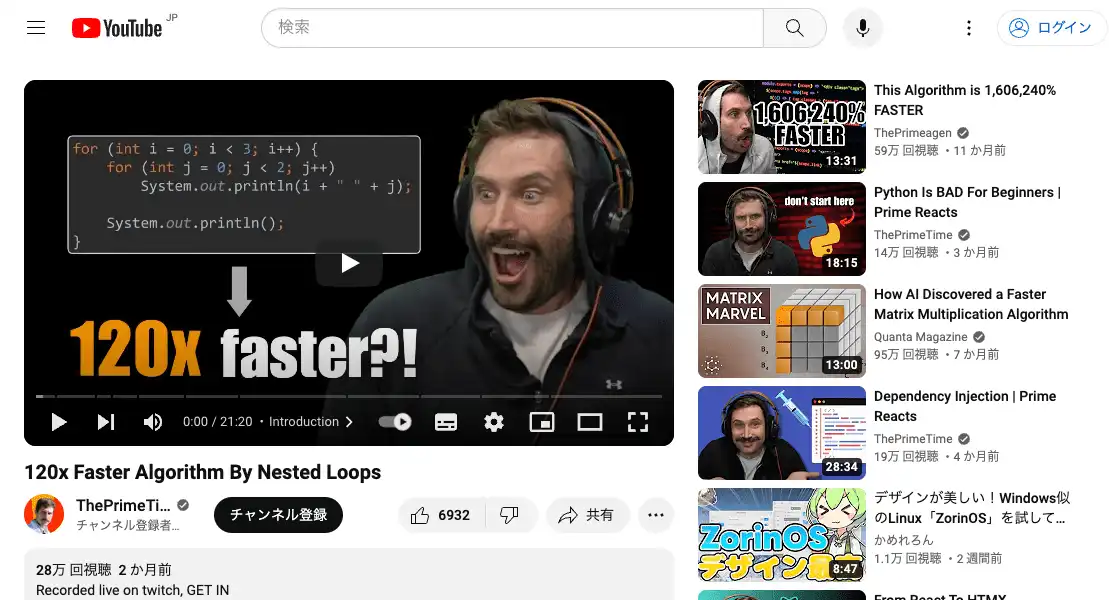 YouTube JP
検索
ログイン
for (int i = 0; i < 3; i++) {
for (int j = 0; j < 2; j++)
System.out.println(i + " " + j);
System.out.println();
}
120x faster?!
0:00 / 21:20 • Introduction
120x Faster Algorithm By Nested Loops
ThePrimeTi...
チャンネル登録者...
チャンネル登録
6932
共有
28万 回視聴 2 か月前
Recorded live on twitch, GET IN
1,606,240%
FASTER
13:31
This Algorithm is 1,606,240%
FASTER
ThePrimeagen
59万 回視聴 • 11 か月前
don't start here
18:15
Python Is BAD For Beginners |
Prime Reacts
ThePrimeTime
14万 回視聴 • 3 か月前
MATRIX
MARVEL
13:00
How AI Discovered a Faster
Matrix Multiplication Algorithm
Quanta Magazine
95万 回視聴 • 7 か月前
28:34
Dependency Injection | Prime
Reacts
ThePrimeTime
19万 回視聴 • 4 か月前
ZorinOS
デザイン最高
8:47
デザインが美しい！Windows似
のLinux「ZorinOS」を試して...
かめれろん
1.1万 回視聴 • 2 週間前
From React To HTMX